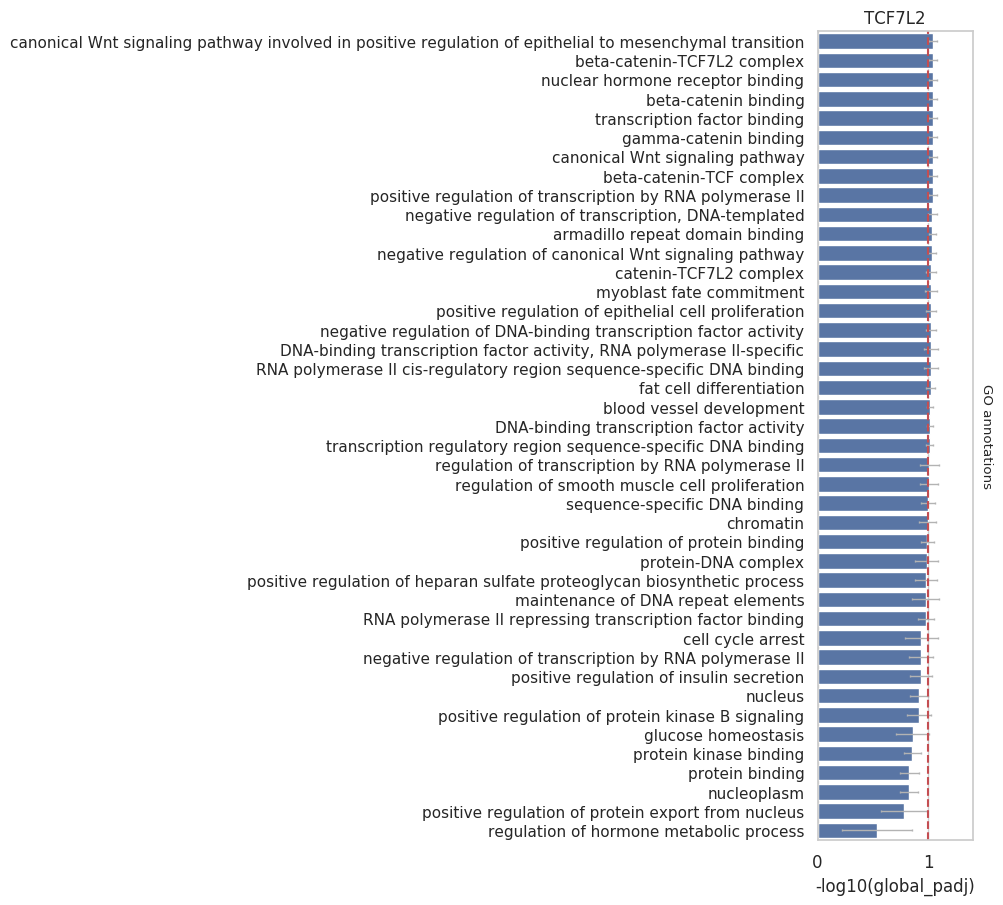 TCF7L2
canonical Wnt signaling pathway involved in positive regulation of epithelial to mesenchymal transition
beta-catenin-TCF7L2 complex
nuclear hormone receptor binding
beta-catenin binding
transcription factor binding
gamma-catenin binding
canonical Wnt signaling pathway
beta-catenin-TCF complex
positive regulation of transcription by RNA polymerase II
negative regulation of transcription, DNA-templated
armadillo repeat domain binding
negative regulation of canonical Wnt signaling pathway
catenin-TCF7L2 complex
myoblast fate commitment
positive regulation of epithelial cell proliferation
negative regulation of DNA-binding transcription factor activity
DNA-binding transcription factor activity, RNA polymerase II-specific
RNA polymerase II cis-regulatory region sequence-specific DNA binding
fat cell differentiation
blood vessel development
DNA-binding transcription factor activity
transcription regulatory region sequence-specific DNA binding
regulation of transcription by RNA polymerase II
regulation of smooth muscle cell proliferation
sequence-specific DNA binding
chromatin
positive regulation of protein binding
protein-DNA complex
positive regulation of heparan sulfate proteoglycan biosynthetic process
maintenance of DNA repeat elements
RNA polymerase II repressing transcription factor binding
cell cycle arrest
negative regulation of transcription by RNA polymerase II
positive regulation of insulin secretion
nucleus
positive regulation of protein kinase B signaling
glucose homeostasis
protein kinase binding
protein binding
nucleoplasm
positive regulation of protein export from nucleus
regulation of hormone metabolic process
GO annotations
0 1
-log10(global_padj)